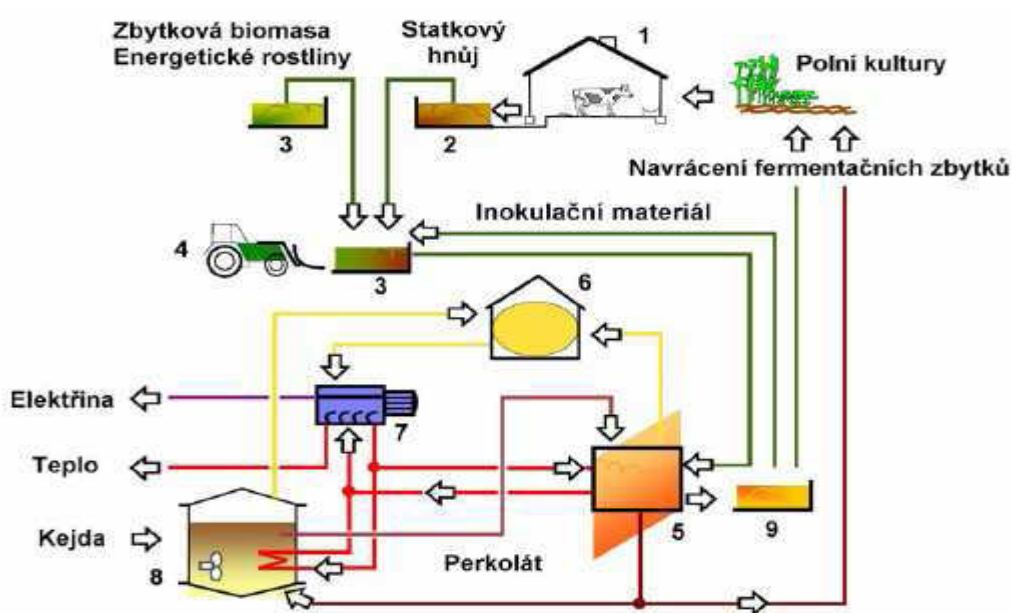 Zbytková biomasa
Energetické rostliny
Statkový
hnůj
1
Polní kultury
3
2
Navrácení fermentačních zbytků
Inokulační materiál
4
3
6
Elektřina
7
Teplo
5
9
Kejda
8
Perkolát